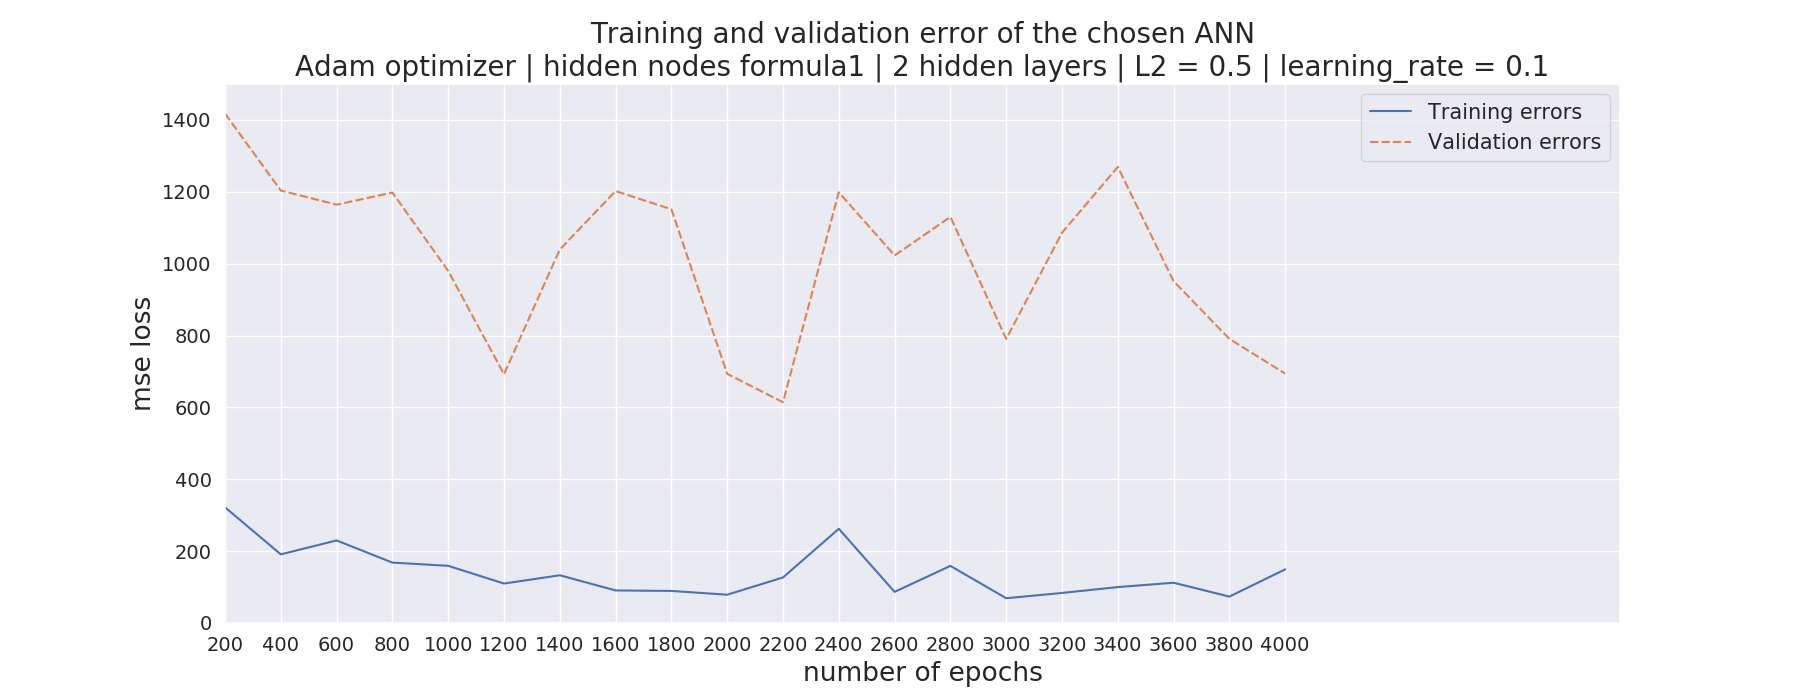 Training and validation error of the chosen ANN
Adam optimizer | hidden nodes formula1 | 2 hidden layers | L2 = 0.5 | learning_rate = 0.1
Training errors
Validation errors
mse loss
1400
1200
1000
800
600
400
200
0
200 400 600 800 1000 1200 1400 1600 1800 2000 2200 2400 2600 2800 3000 3200 3400 3600 3800 4000
number of epochs